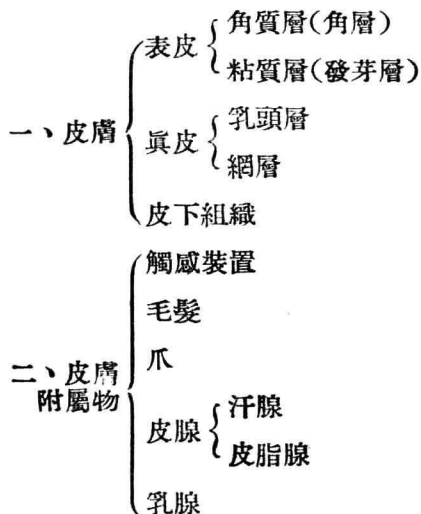 一、皮膚
表皮
角質層(角層)
粘質層(發芽層)
眞皮
乳頭層
網層
皮下組織
二、皮膚
附屬物
觸感裝置
毛髮
爪
皮腺
汗腺
皮脂腺
乳腺